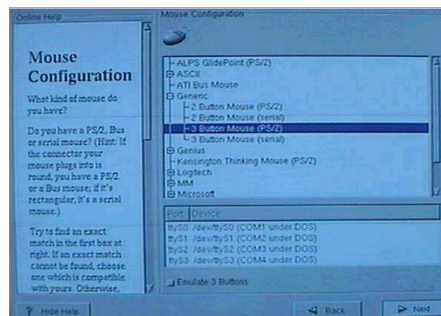 Online Help
Mouse
Configuration
What kind of mouse do
you have?
Do you have a PS/2, Bus
or serial mouse? (Hint: If
the connector your
mouse plugs into is
round, you have a PS/2
or a Bus mouse; if it's
rectangular, it's a serial
mouse.)
Try to find an exact
match in the first box at
right. If an exact match
cannot be found, choose
one which is compatible
with yours. Otherwise,
Hide Help
Mouse Configuration
ALPS GlidePoint (PS/2)
ASCII
ATI Bus Mouse
Generic
2 Button Mouse (PS/2)
2 Button Mouse (serial)
3 Button Mouse (PS/2)
3 Button Mouse (serial)
Genius
Kensington Thinking Mouse (PS/2)
Logitech
MM
Microsoft
Port Device
ttyS0 /dev/ttyS0 (COM1 under DOS)
ttyS1 /dev/ttyS1 (COM2 under DOS)
ttyS2 /dev/ttyS2 (COM3 under DOS)
ttyS3 /dev/ttyS3 (COM4 under DOS)
Emulate 3 Buttons
Back
Next